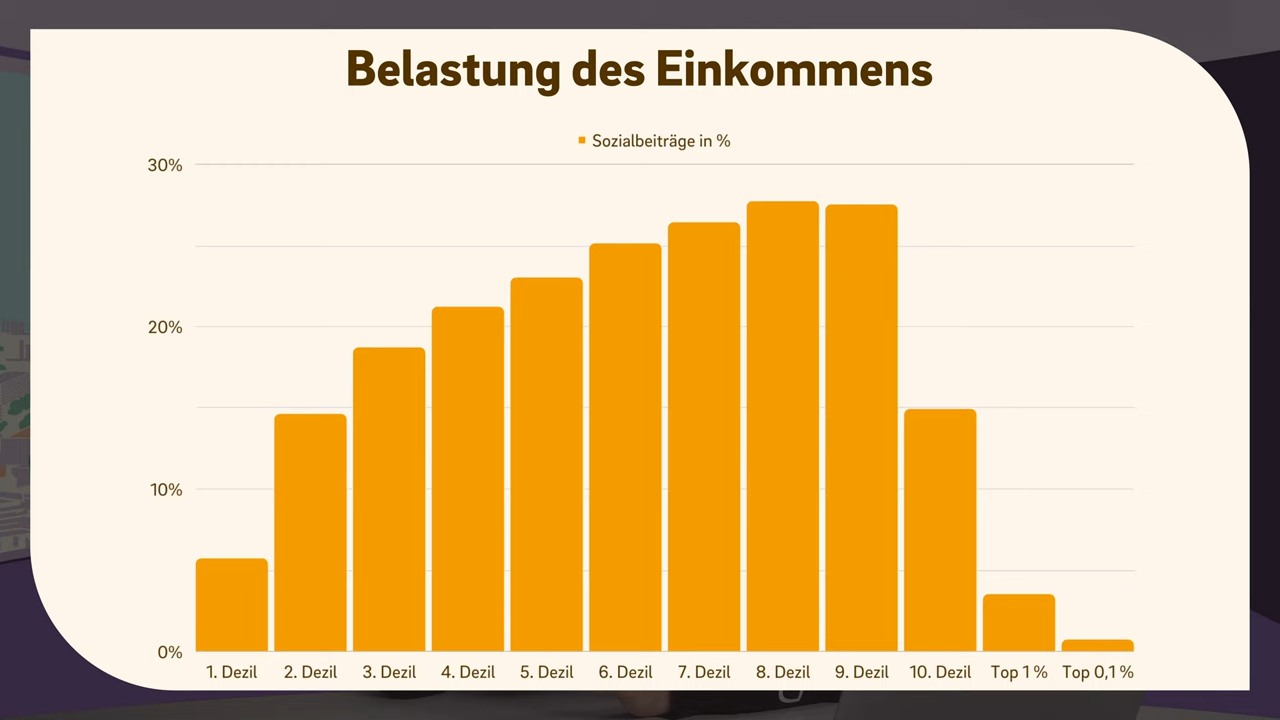 Belastung des Einkommens
Sozialbeiträge in %
30%
20%
10%
0%
1. Dezil 2. Dezil 3. Dezil 4. Dezil 5. Dezil 6. Dezil 7. Dezil 8. Dezil 9. Dezil 10. Dezil Top 1 % Top 0,1 %